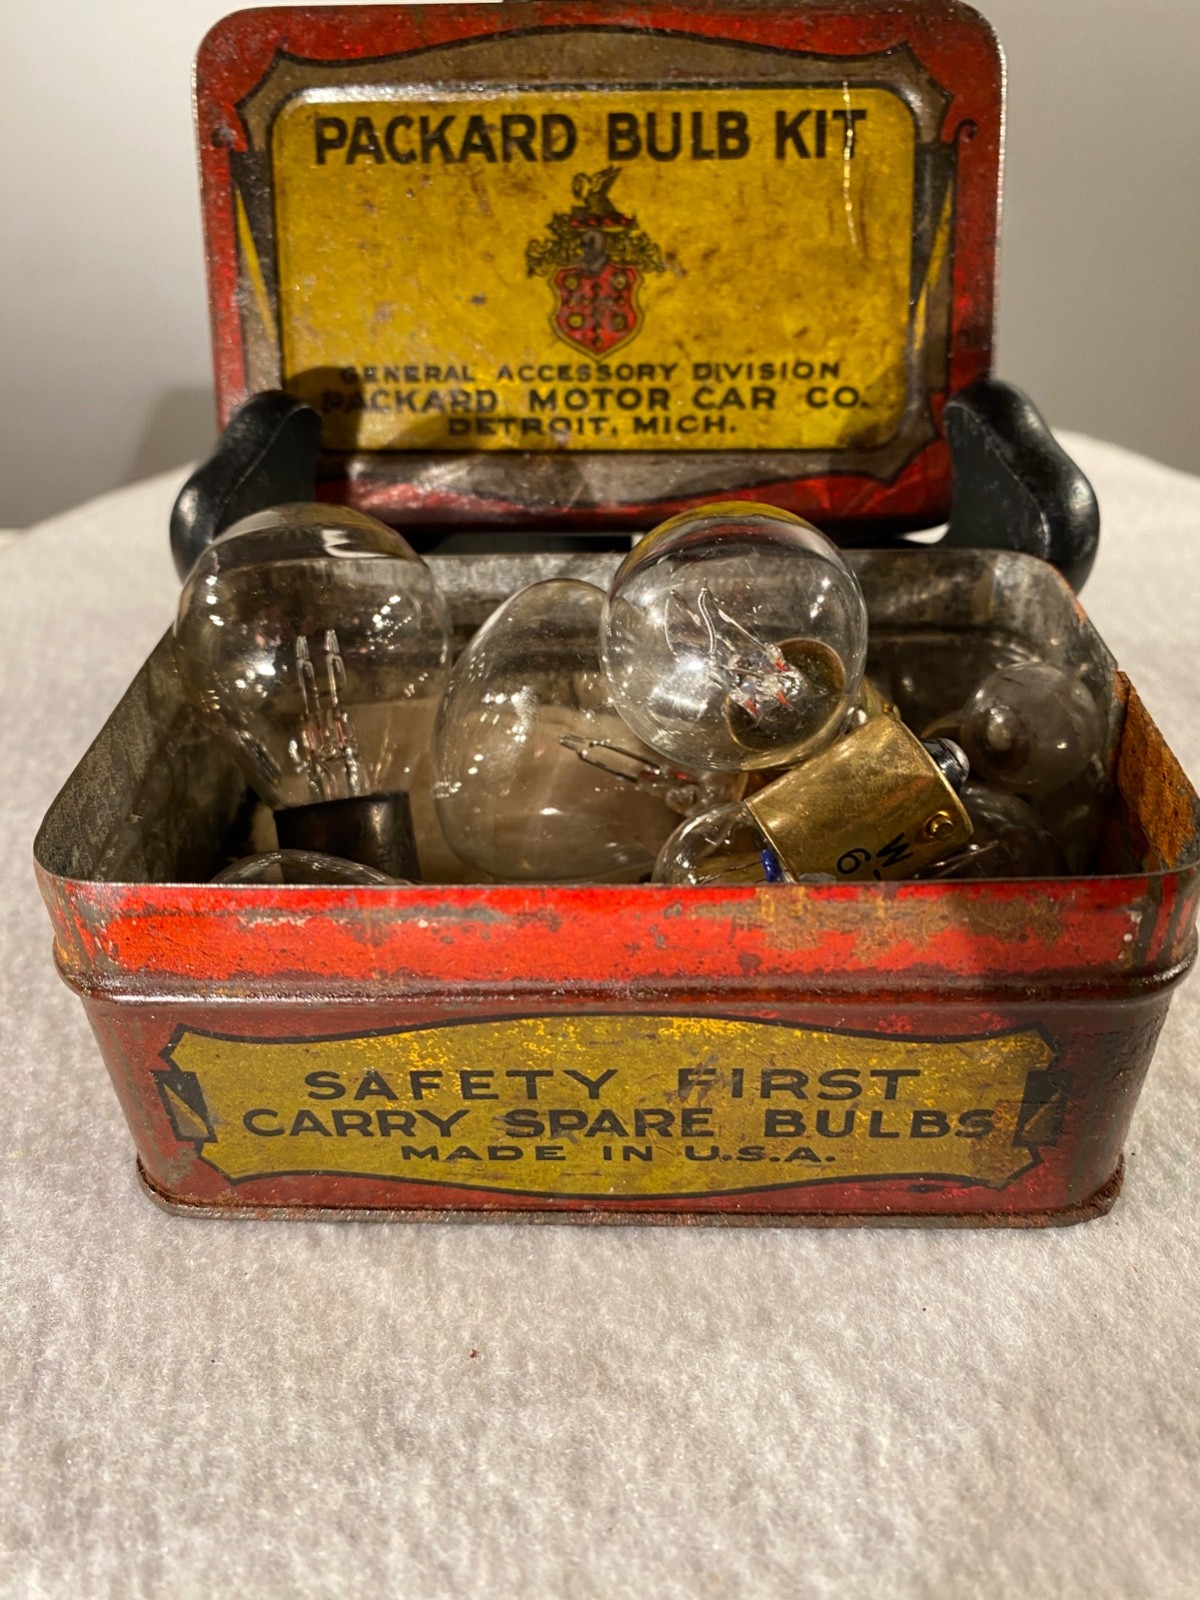 PACKARD BULB KIT
GENERAL ACCESSORY DIVISION
PACKARD MOTOR CAR CO.
DETROIT, MICH.
SAFETY FIRST
CARRY SPARE BULBS
MADE IN U.S.A.